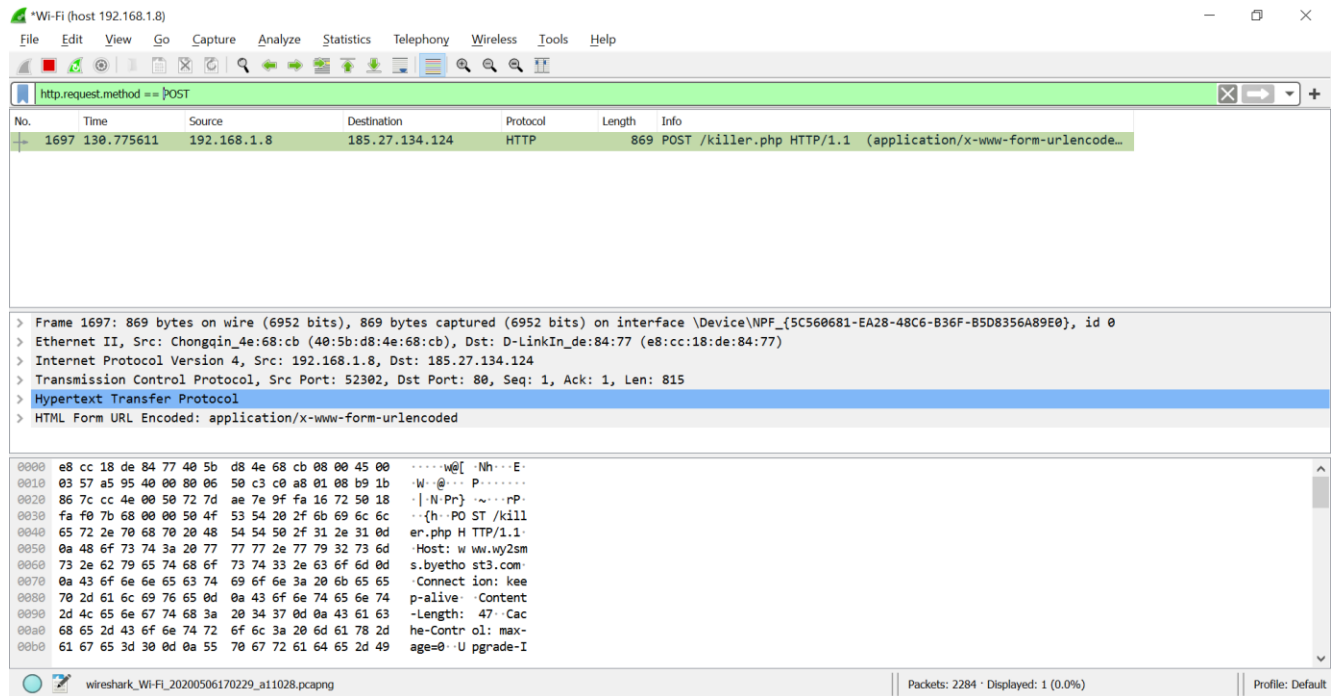 *Wi-Fi (host 192.168.1.8)
File Edit View Go Capture Analyze Statistics Telephony Wireless Tools Help
http.request.method == POST
No. Time Source Destination Protocol Length Info
1697 130.775611 192.168.1.8 185.27.134.124 HTTP 869 POST /killer.php HTTP/1.1 (application/x-www-form-urlencode…
> Frame 1697: 869 bytes on wire (6952 bits), 869 bytes captured (6952 bits) on interface \Device\NPF_{5C560681-EA28-48C6-B36F-B5D8356A89E0}, id 0
> Ethernet II, Src: Chongqin_4e:68:cb (40:5b:d8:4e:68:cb), Dst: D-LinkIn_de:84:77 (e8:cc:18:de:84:77)
> Internet Protocol Version 4, Src: 192.168.1.8, Dst: 185.27.134.124
> Transmission Control Protocol, Src Port: 52302, Dst Port: 80, Seq: 1, Ack: 1, Len: 815
> Hypertext Transfer Protocol
> HTML Form URL Encoded: application/x-www-form-urlencoded
0000 e8 cc 18 de 84 77 40 5b d8 4e 68 cb 08 00 45 00 ·····w@[ ·Nh···E·
0010 03 57 a5 95 40 00 80 06 50 c3 c0 a8 01 08 b9 1b ·W··@··· P·······
0020 86 7c cc 4e 00 50 72 7d ae 7e 9f fa 16 72 50 18 ·|·N·Pr} ·~···rP·
0030 fa f0 7b 68 00 00 50 4f 53 54 20 2f 6b 69 6c 6c ··{h··PO ST /kill
0040 65 72 2e 70 68 70 20 48 54 54 50 2f 31 2e 31 0d er.php H TTP/1.1·
0050 0a 48 6f 73 74 3a 20 77 77 77 2e 77 79 32 73 6d ·Host: w ww.wy2sm
0060 73 2e 62 79 65 74 68 6f 73 74 33 2e 63 6f 6d 0d s.byetho st3.com·
0070 0a 43 6f 6e 6e 65 63 74 69 6f 6e 3a 20 6b 65 65 ·Connect ion: kee
0080 70 2d 61 6c 69 76 65 0d 0a 43 6f 6e 74 65 6e 74 p-alive· ·Content
0090 2d 4c 65 6e 67 74 68 3a 20 34 37 0d 0a 43 61 63 -Length: 47··Cac
00a0 68 65 2d 43 6f 6e 74 72 6f 6c 3a 20 6d 61 78 2d he-Contr ol: max-
00b0 61 67 65 3d 30 0d 0a 55 70 67 72 61 64 65 2d 49 age=0··U pgrade-I
wireshark_Wi-Fi_20200506170229_a11028.pcapng Packets: 2284 · Displayed: 1 (0.0%) Profile: Default